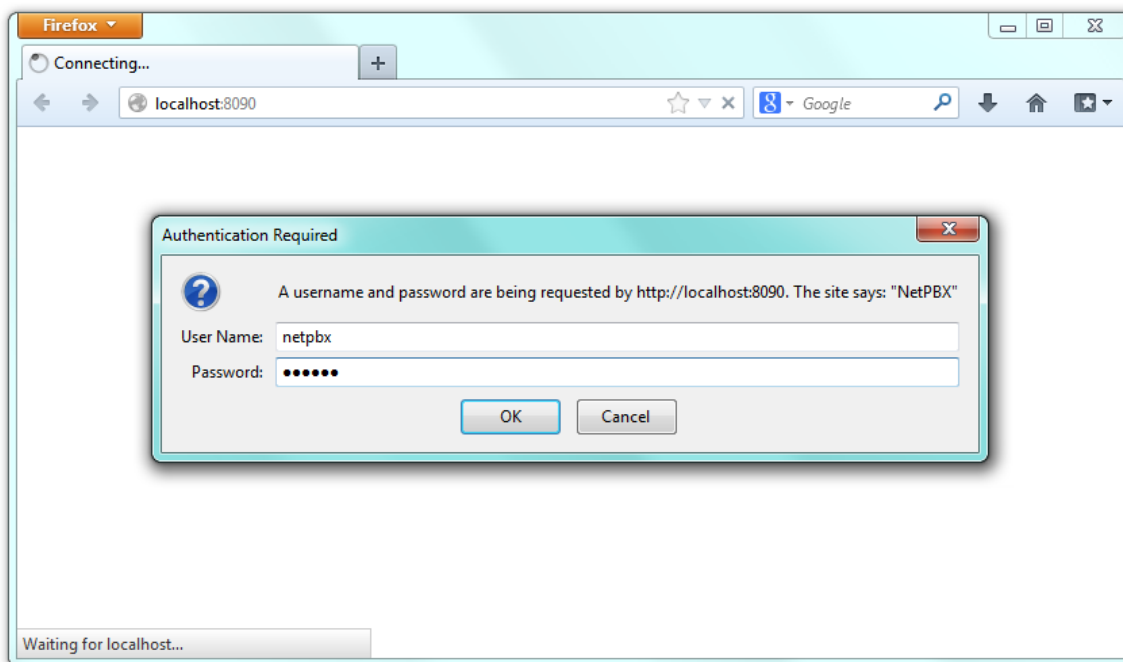 Firefox
Connecting...
localhost:8090
Google
Authentication Required
A username and password are being requested by http://localhost:8090. The site says: "NetPBX"
User Name:
netpbx
Password:
••••••
OK
Cancel
Waiting for localhost...